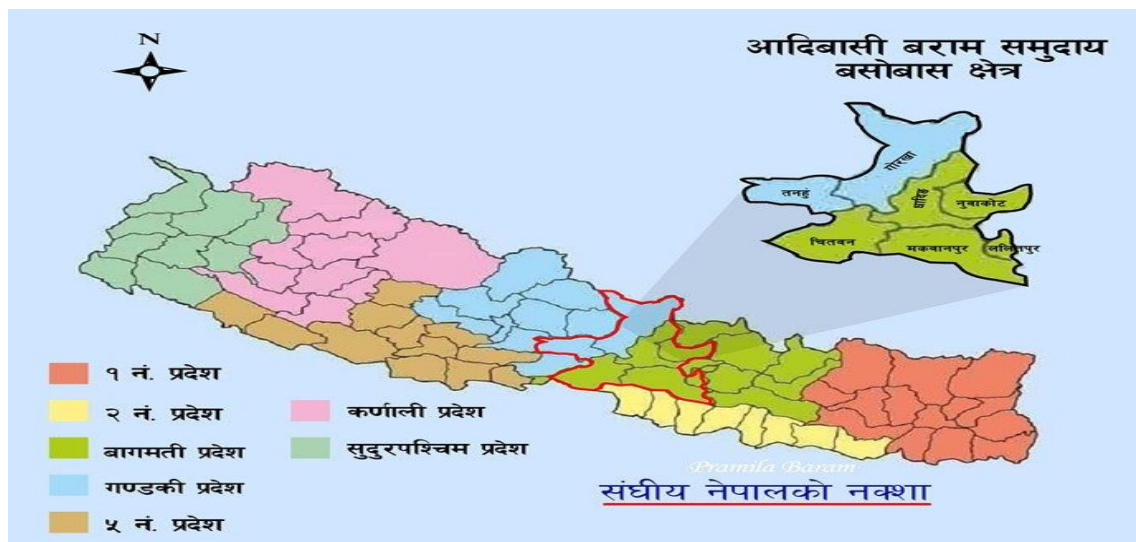 N
आदिबासी बराम समुदाय
बसोबास क्षेत्र
गोरखा
तनहुं
धादिङ
नुवाकोट
चितवन
मकवानपुर
ललितपुर
१ नं. प्रदेश
२ नं. प्रदेश
बागमती प्रदेश
गण्डकी प्रदेश
५ नं. प्रदेश
कर्णाली प्रदेश
सुदुरपश्चिम प्रदेश
Pramila Baram
संघीय नेपालको नक्शा